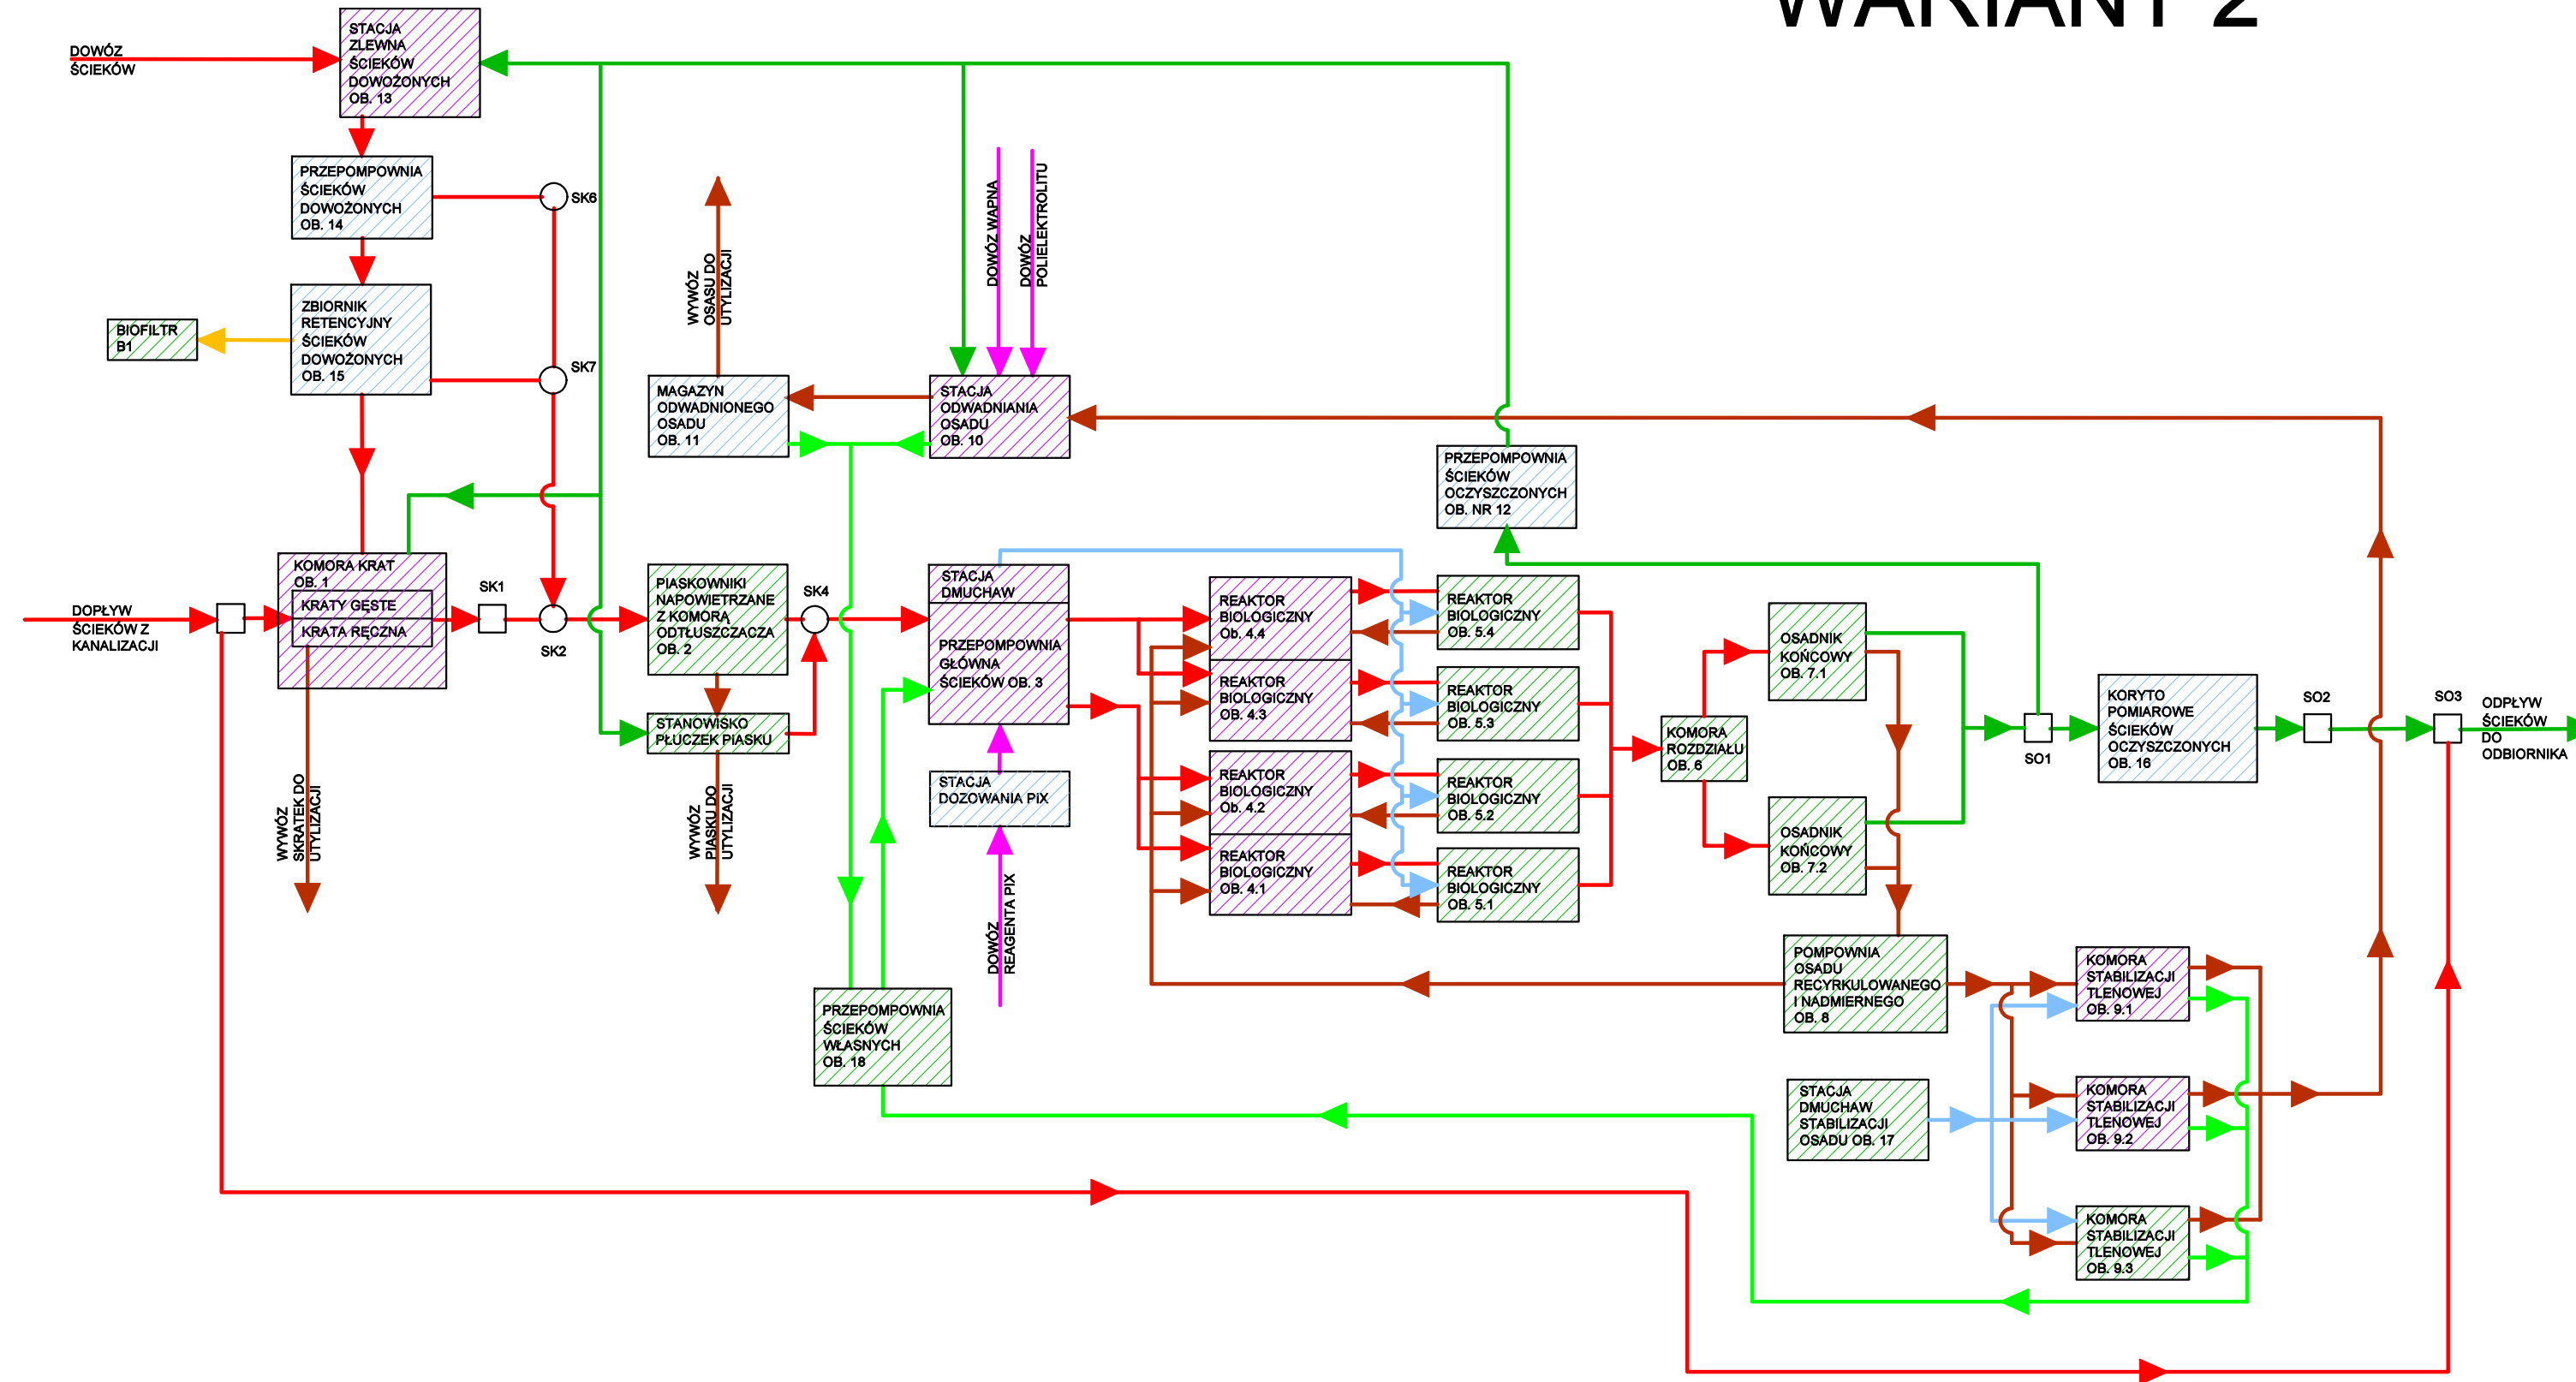 WARIANT 2
DOWÓZ
ŚCIEKÓW
STACJA
ZLEWNA
ŚCIEKÓW
DOWOŻONYCH
OB. 13
PRZEPOMPOWNIA
ŚCIEKÓW
DOWOŻONYCH
OB. 14
SK6
ZBIORNIK
RETENCYJNY
ŚCIEKÓW
DOWOŻONYCH
OB. 15
SK7
BIOFILTR
B1
WYWÓZ
OSASU DO
UTYLIZACJI
DOWÓZ WAPNA
DOWÓZ
POLIELEKTROLITU
MAGAZYN
ODWADNIONEGO
OSADU
OB. 11
STACJA
ODWADNIANIA
OSADU
OB. 10
PRZEPOMPOWNIA
ŚCIEKÓW
OCZYSZCZONYCH
OB. NR 12
DOPŁYW
ŚCIEKÓW Z
KANALIZACJI
KOMORA KRAT
OB. 1
KRATY GĘSTE
KRATA RĘCZNA
SK1
SK2
PIASKOWNIKI
NAPOWIETRZANE
Z KOMORĄ
ODTŁUSZCZACZA
OB. 2
SK4
STANOWISKO
PŁUCZEK PIASKU
WYWÓZ
SKRATEK DO
UTYLIZACJI
WYWÓZ
PIASKU DO
UTYLIZACJI
STACJA
DMUCHAW
PRZEPOMPOWNIA
GŁÓWNA
ŚCIEKÓW OB. 3
STACJA
DOZOWANIA PiX
DOWÓZ
REAGENTA PIX
REAKTOR
BIOLOGICZNY
Ob. 4.4
REAKTOR
BIOLOGICZNY
OB. 4.3
REAKTOR
BIOLOGICZNY
Ob. 4.2
REAKTOR
BIOLOGICZNY
OB. 4.1
REAKTOR
BIOLOGICZNY
OB. 5.4
REAKTOR
BIOLOGICZNY
OB. 5.3
REAKTOR
BIOLOGICZNY
OB. 5.2
REAKTOR
BIOLOGICZNY
OB. 5.1
KOMORA
ROZDZIAŁU
OB. 6
OSADNIK
KOŃCOWY
OB. 7.1
OSADNIK
KOŃCOWY
OB. 7.2
SO1
KORYTO
POMIAROWE
ŚCIEKÓW
OCZYSZCZONYCH
OB. 16
SO2
SO3
ODPŁYW
ŚCIEKÓW
DO
ODBIORNIKA
PRZEPOMPOWNIA
ŚCIEKÓW
WŁASNYCH
OB. 18
POMPOWNIA
OSADU
RECYRKULOWANEGO
I NADMIERNEGO
OB. 8
STACJA
DMUCHAW
STABILIZACJI
OSADU OB. 17
KOMORA
STABILIZACJI
TLENOWEJ
OB. 9.1
KOMORA
STABILIZACJI
TLENOWEJ
OB. 9.2
KOMORA
STABILIZACJI
TLENOWEJ
OB. 9.3